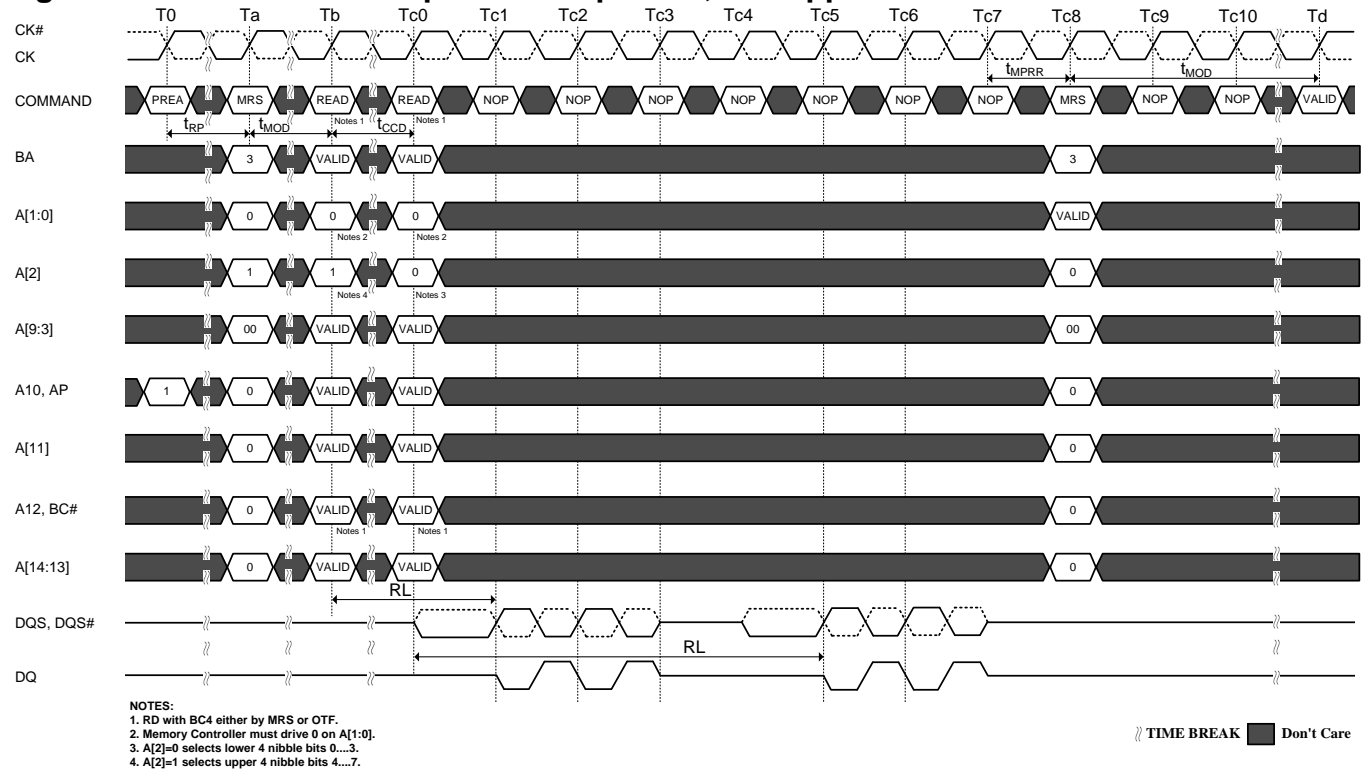 T0 Ta Tb Tc0 Tc1 Tc2 Tc3 Tc4 Tc5 Tc6 Tc7 Tc8 Tc9 Tc10 Td
CK#
CK
tMPRR tMOD
COMMAND PREA MRS READ READ NOP NOP NOP NOP NOP NOP NOP MRS NOP NOP VALID
Notes 1 Notes 1
tRP tMOD tCCD
BA 3 VALID VALID 3
A[1:0] 0 0 0 VALID
Notes 2 Notes 2
A[2] 1 1 0 0
Notes 4 Notes 3
A[9:3] 00 VALID VALID 00
A10, AP 1 0 VALID VALID 0
A[11] 0 VALID VALID 0
A12, BC# 0 VALID VALID 0
Notes 1 Notes 1
A[14:13] 0 VALID VALID 0
RL
DQS, DQS#
RL
DQ
NOTES:
1. RD with BC4 either by MRS or OTF.
2. Memory Controller must drive 0 on A[1:0].
3. A[2]=0 selects lower 4 nibble bits 0....3.
4. A[2]=1 selects upper 4 nibble bits 4....7.
TIME BREAK Don't Care